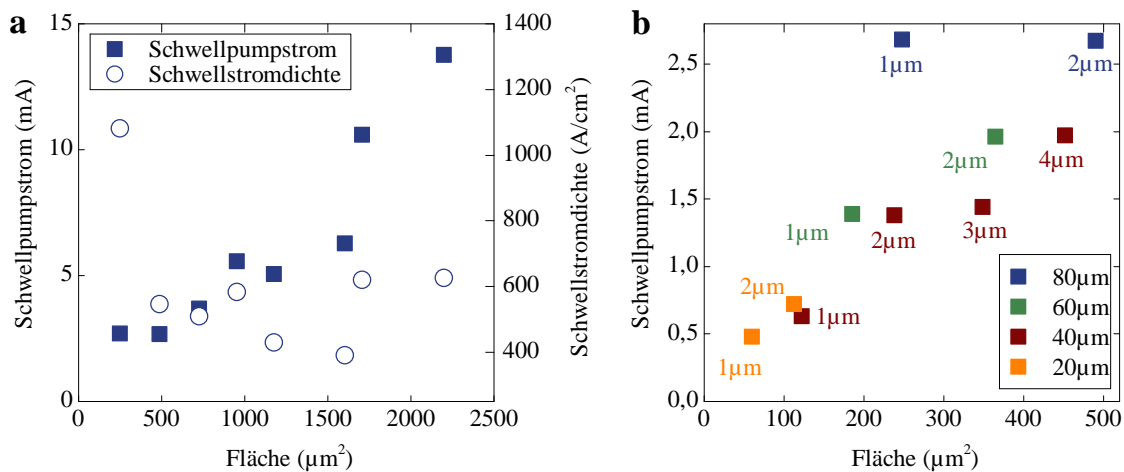 a
Schwellpumpstrom
Schwellstromdichte
15
10
5
0
Schwellpumpstrom (mA)
1400
1200
1000
800
600
400
Schwellstromdichte (A/cm²)
0 500 1000 1500 2000 2500
Fläche (µm²)
b
Schwellpumpstrom (mA)
2,5
2,0
1,5
1,0
0,5
0,0
1µm
2µm
2µm
4µm
1µm
2µm
3µm
2µm
1µm
1µm
80µm
60µm
40µm
20µm
0 100 200 300 400 500
Fläche (µm²)